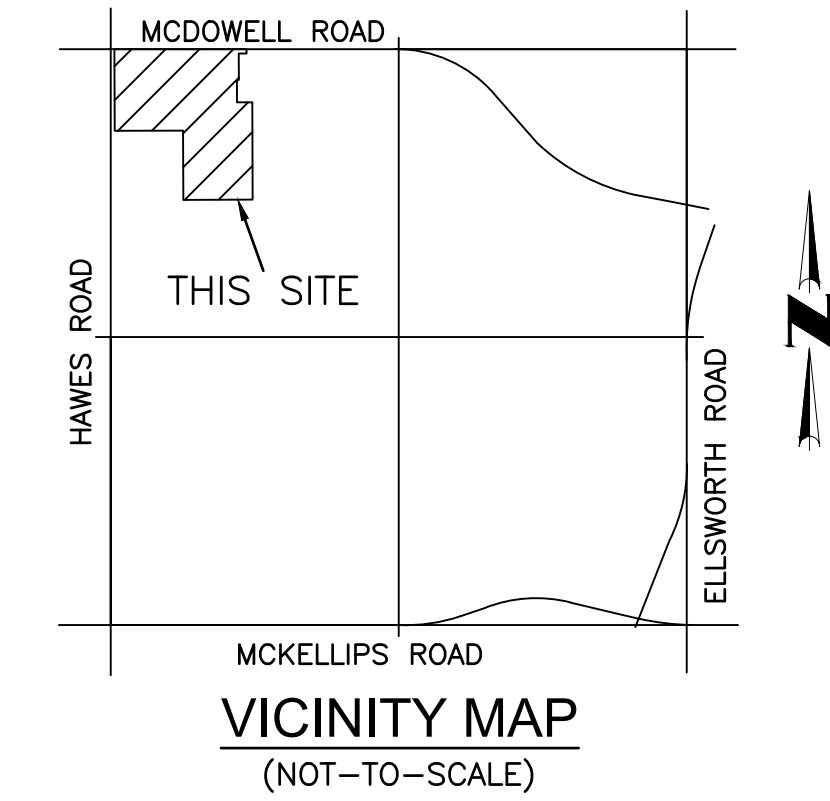 MCDOWELL ROAD
THIS SITE
HAWES ROAD
N
ELLSWORTH ROAD
MCKELLIPS ROAD
VICINITY MAP
(NOT-TO-SCALE)